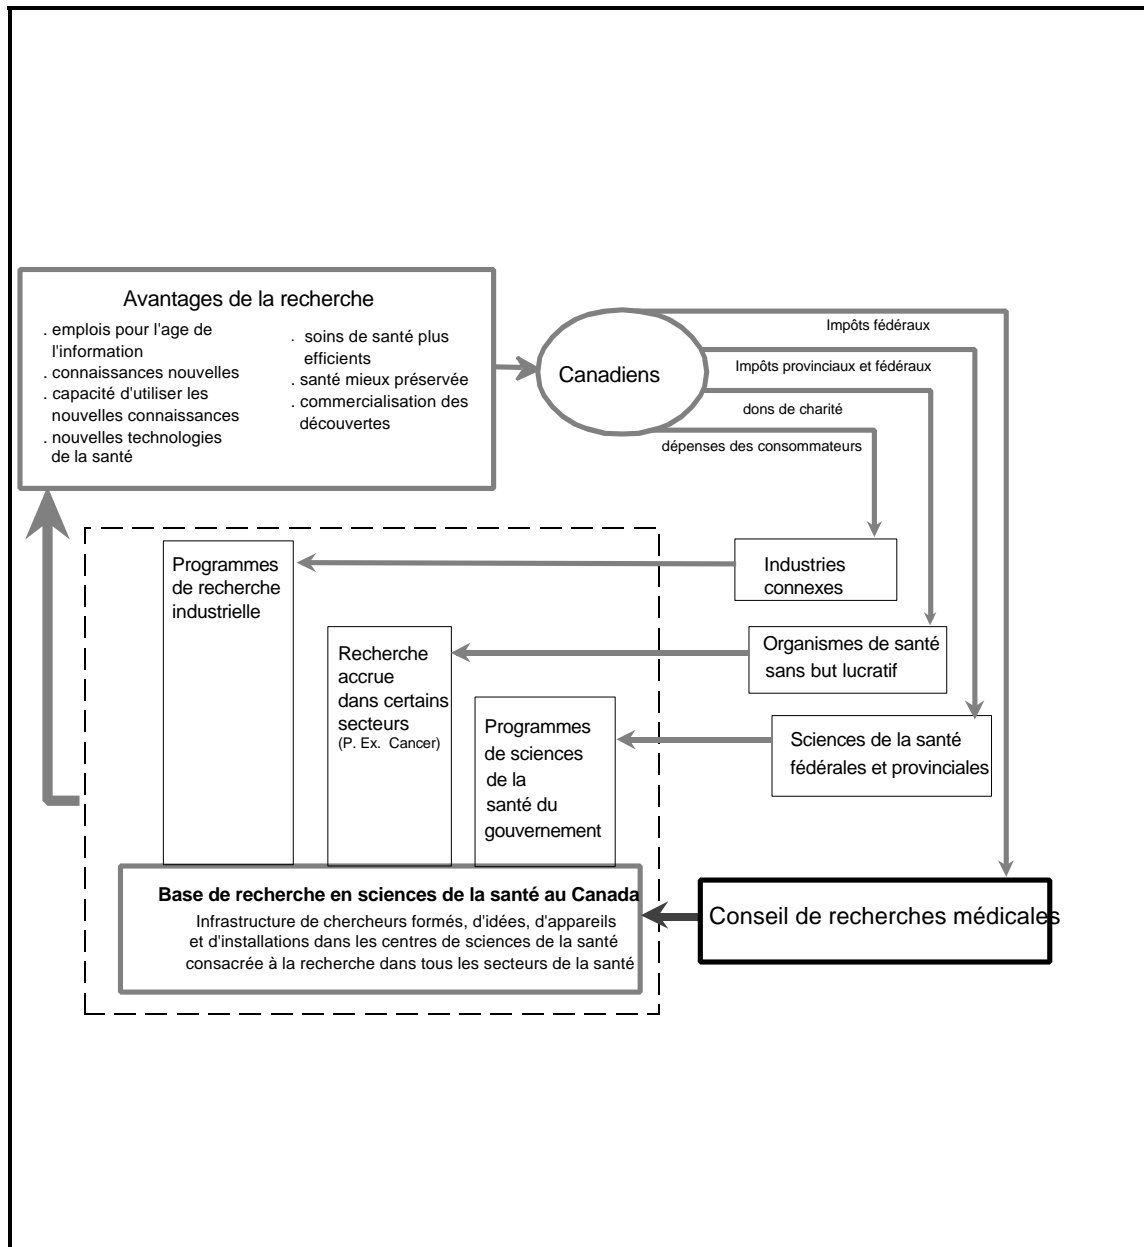 Avantages de la recherche
. emplois pour l'age de
l'information
. connaissances nouvelles
. capacité d'utiliser les
nouvelles connaissances
. nouvelles technologies
de la santé
. soins de santé plus
efficients
. santé mieux préservée
. commercialisation des
découvertes
Canadiens
Impôts fédéraux
Impôts provinciaux et fédéraux
dons de charité
dépenses des consommateurs
Programmes
de recherche
industrielle
Industries
connexes
Recherche
accrue
dans certains
secteurs
(P. Ex. Cancer)
Organismes de santé
sans but lucratif
Programmes
de sciences
de la
santé du
gouvernement
Sciences de la santé
fédérales et provinciales
Base de recherche en sciences de la santé au Canada
Infrastructure de chercheurs formés, d'idées, d'appareils
et d'installations dans les centres de sciences de la santé
consacrée à la recherche dans tous les secteurs de la santé
Conseil de recherches médicales